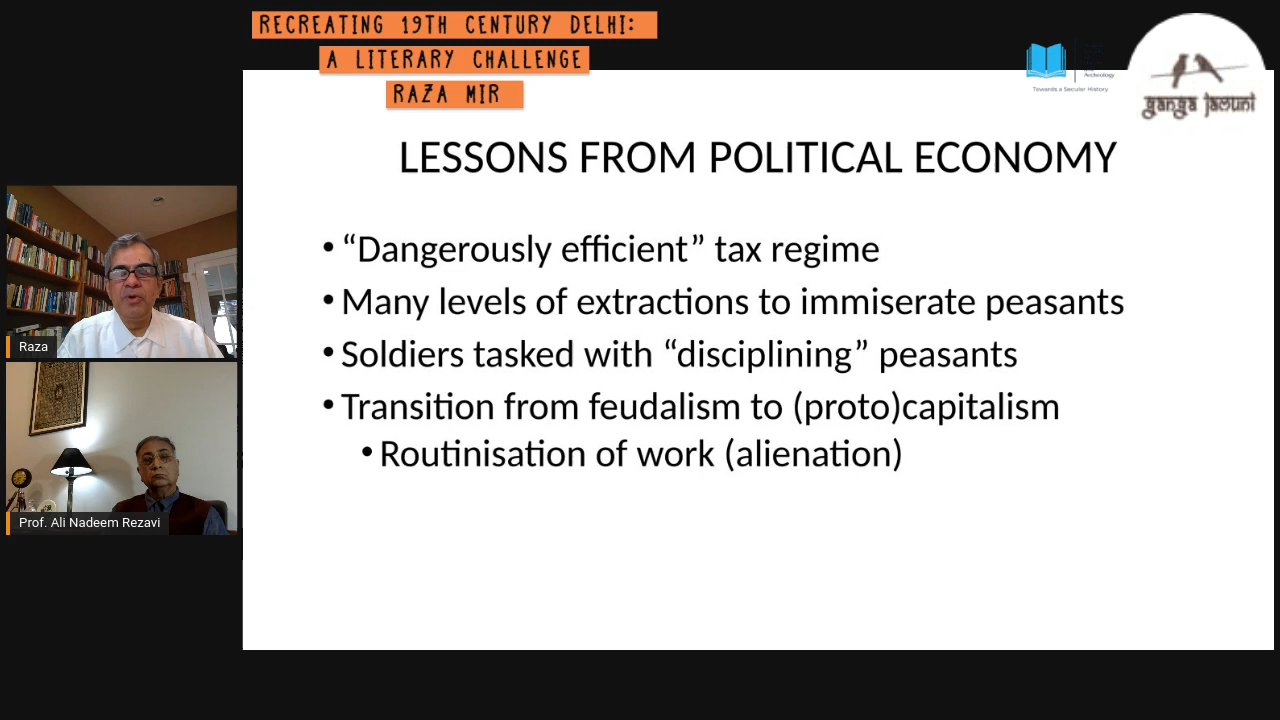 RECREATING 19TH CENTURY DELHI:
A LITERARY CHALLENGE
RAZA MIR
Archeology
Towards a Secular History
ganga jamuni
LESSONS FROM POLITICAL ECONOMY
• “Dangerously efficient” tax regime
• Many levels of extractions to immiserate peasants
• Soldiers tasked with “disciplining” peasants
• Transition from feudalism to (proto)capitalism
• Routinisation of work (alienation)
Raza
Prof. Ali Nadeem Rezavi